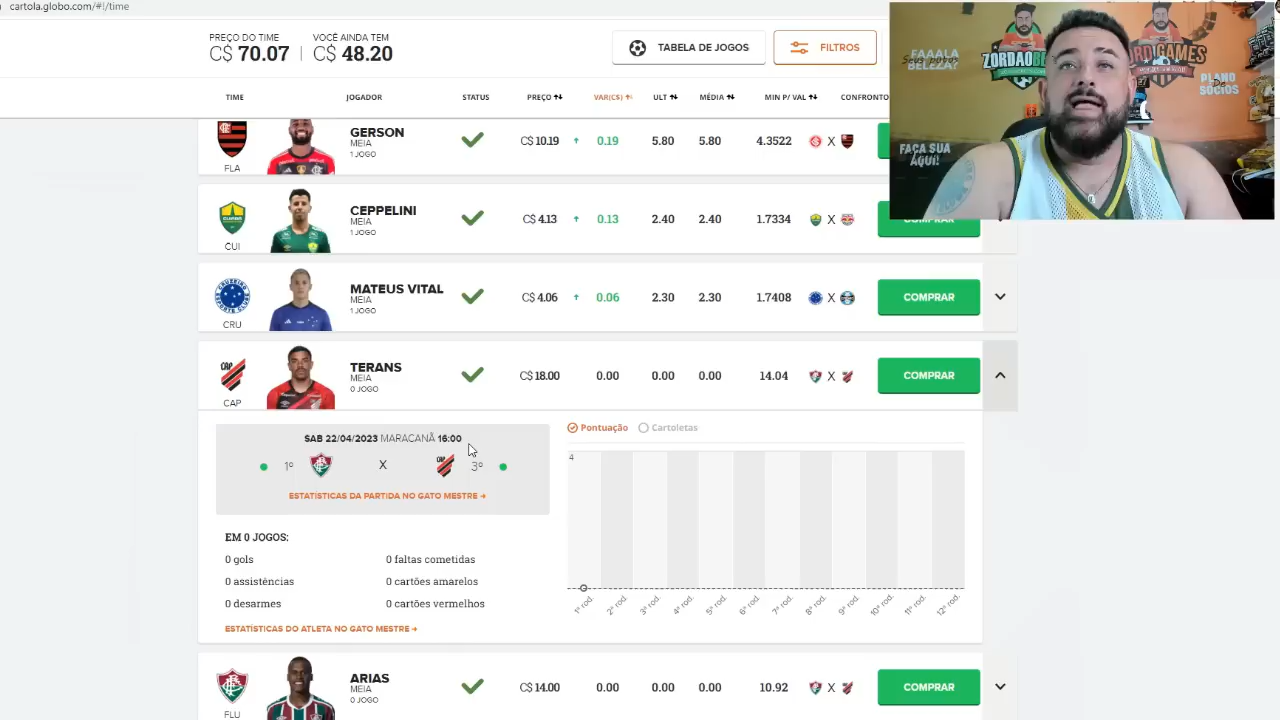 cartola.globo.com/#!/time
PREÇO DO TIME
C$ 70.07
VOCÊ AINDA TEM
C$ 48.20
TABELA DE JOGOS
FILTROS
TIME JOGADOR STATUS PREÇO VAR(C$) ULT MÉDIA MIN P/ VAL CONFRONTO
FAAALA
BELEZA?
Seus putos
ZORDAO
ORD GAMES
PLANO
SÓCIOS
FAÇA SUA
AQUI!
GERSON
MEIA
1 JOGO
FLA
C$ 10.19 0.19 5.80 5.80 4.3522 X
CEPPELINI
MEIA
1 JOGO
CUI
C$ 4.13 0.13 2.40 2.40 1.7334 X
COMPRAR
MATEUS VITAL
MEIA
1 JOGO
CRU
C$ 4.06 0.06 2.30 2.30 1.7408 X
COMPRAR
TERANS
MEIA
0 JOGO
CAP
CAP
C$ 18.00 0.00 0.00 0.00 14.04 X
COMPRAR
SAB 22/04/2023 MARACANÃ 16:00
1º X CAP 3º
ESTATÍSTICAS DA PARTIDA NO GATO MESTRE
Pontuação Cartoletas
4
1ª rod. 2ª rod. 3ª rod. 4ª rod. 5ª rod. 6ª rod. 7ª rod. 8ª rod. 9ª rod. 10ª rod. 11ª rod. 12ª rod.
EM 0 JOGOS:
0 gols 0 faltas cometidas
0 assistências 0 cartões amarelos
0 desarmes 0 cartões vermelhos
ESTATÍSTICAS DO ATLETA NO GATO MESTRE
ARIAS
MEIA
0 JOGO
FLU
C$ 14.00 0.00 0.00 0.00 10.92 X
COMPRAR